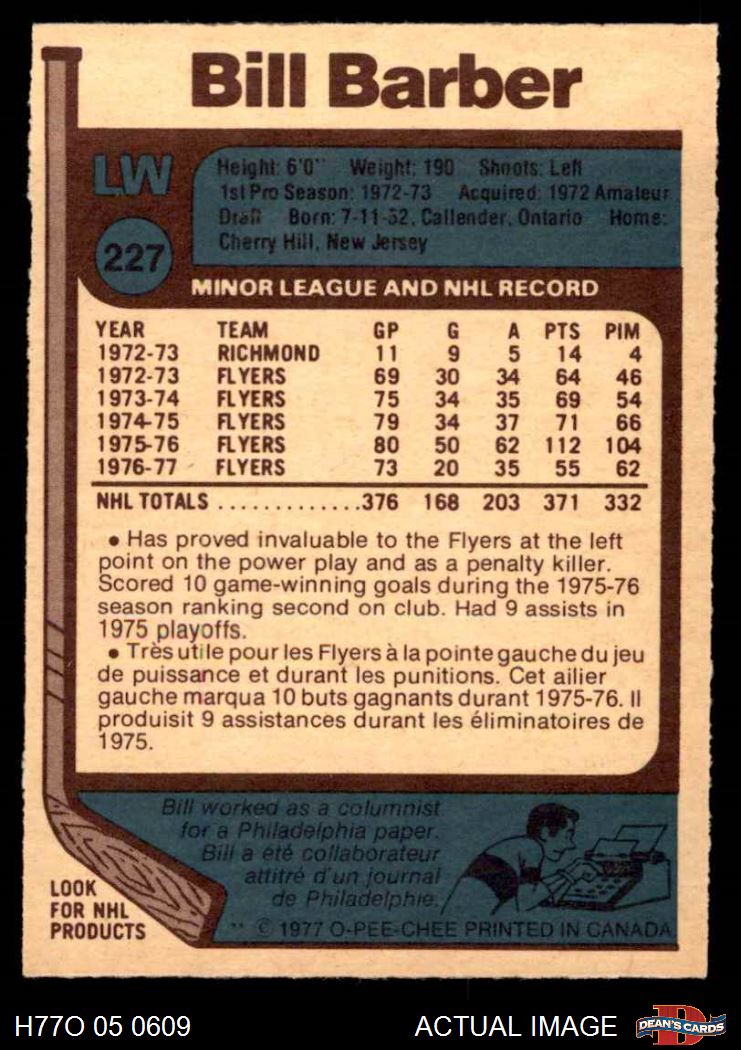 Bill Barber
LW
227
Height: 6'0" Weight: 190 Shoots: Left
1st Pro Season: 1972-73 Acquired: 1972 Amateur
Draft Born: 7-11-52, Callender, Ontario Home:
Cherry Hill, New Jersey
MINOR LEAGUE AND NHL RECORD
YEAR TEAM GP G A PTS PIM
1972-73 RICHMOND 11 9 5 14 4
1972-73 FLYERS 69 30 34 64 46
1973-74 FLYERS 75 34 35 69 54
1974-75 FLYERS 79 34 37 71 66
1975-76 FLYERS 80 50 62 112 104
1976-77 FLYERS 73 20 35 55 62
NHL TOTALS .............376 168 203 371 332
• Has proved invaluable to the Flyers at the left
point on the power play and as a penalty killer.
Scored 10 game-winning goals during the 1975-76
season ranking second on club. Had 9 assists in
1975 playoffs.
• Très utile pour les Flyers à la pointe gauche du jeu
de puissance et durant les punitions. Cet ailier
gauche marqua 10 buts gagnants durant 1975-76. Il
produisit 9 assistances durant les éliminatoires de
1975.
Bill worked as a columnist
for a Philadelphia paper.
Bill a été collaborateur
attitré d'un journal
de Philadelphie.
LOOK
FOR NHL
PRODUCTS
** © 1977 O-PEE-CHEE PRINTED IN CANADA
H77O 05 0609 ACTUAL IMAGE
DEAN'S CARDS